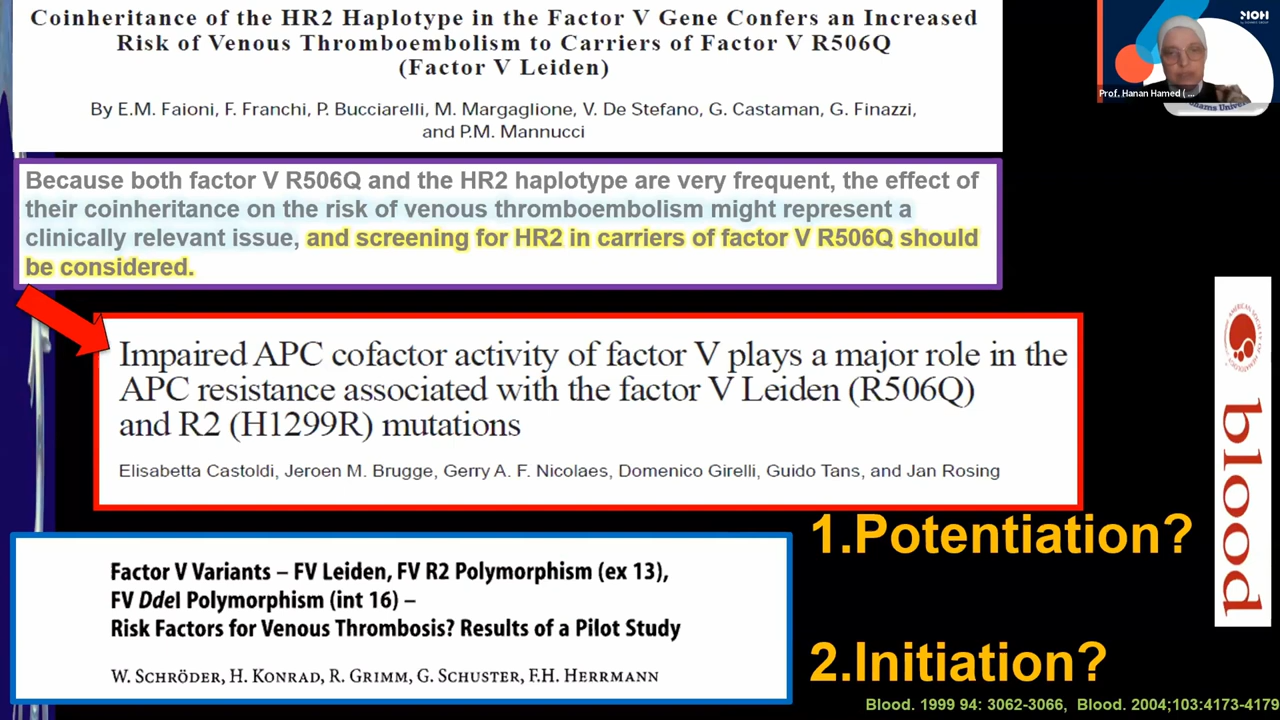 Coinheritance of the HR2 Haplotype in the Factor V Gene Confers an Increased
Risk of Venous Thromboembolism to Carriers of Factor V R506Q
(Factor V Leiden)
By E.M. Faioni, F. Franchi, P. Bucciarelli, M. Margaglione, V. De Stefano, G. Castaman, G. Finazzi,
and P.M. Mannucci
Prof. Hanan Hamed ( ...
Because both factor V R506Q and the HR2 haplotype are very frequent, the effect of
their coinheritance on the risk of venous thromboembolism might represent a
clinically relevant issue, and screening for HR2 in carriers of factor V R506Q should
be considered.
Impaired APC cofactor activity of factor V plays a major role in the
APC resistance associated with the factor V Leiden (R506Q)
and R2 (H1299R) mutations
Elisabetta Castoldi, Jeroen M. Brugge, Gerry A. F. Nicolaes, Domenico Girelli, Guido Tans, and Jan Rosing
AMERICAN SOCIETY OF HEMATOLOGY
blood
1.Potentiation?
Factor V Variants – FV Leiden, FV R2 Polymorphism (ex 13),
FV DdeI Polymorphism (int 16) –
Risk Factors for Venous Thrombosis? Results of a Pilot Study
W. Schröder, H. Konrad, R. Grimm, G. Schuster, F.H. Herrmann
2.Initiation?
Blood. 1999 94: 3062-3066, Blood. 2004;103:4173-4179